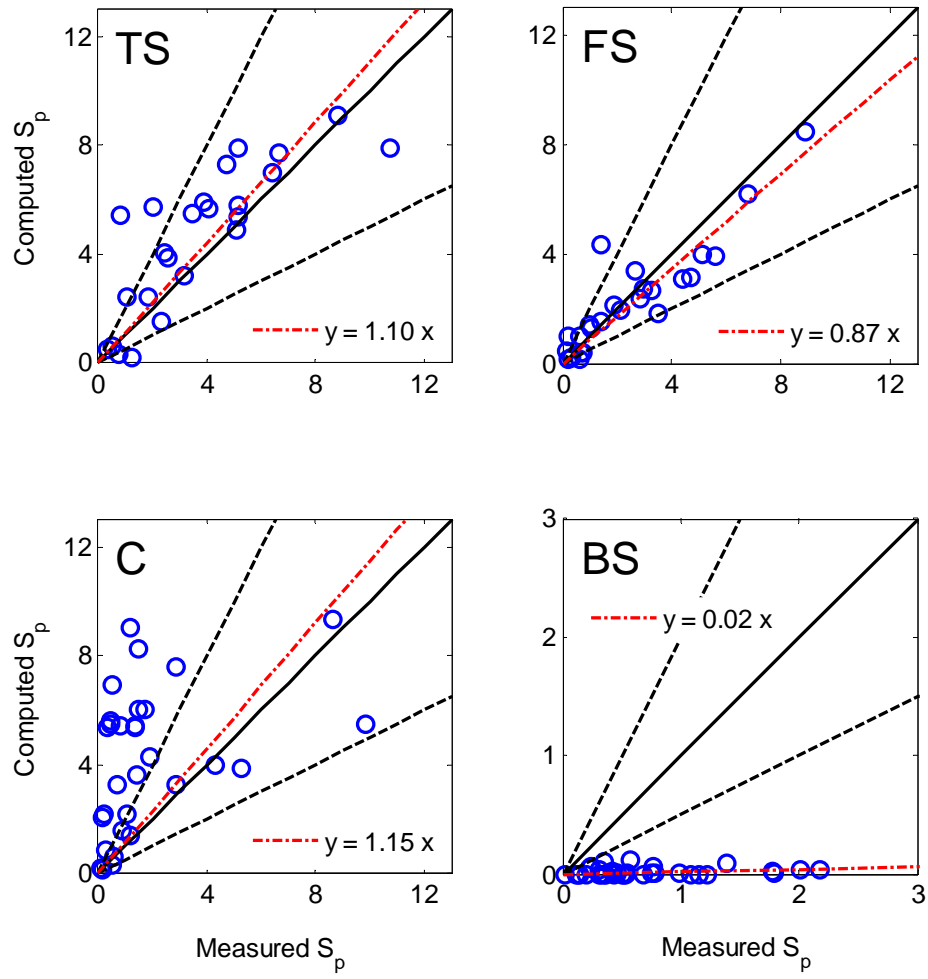 TS
Computed S_p
12
8
4
0
0 4 8 12
y = 1.10 x
FS
12
8
4
0
0 4 8 12
y = 0.87 x
C
Computed S_p
12
8
4
0
0 4 8 12
y = 1.15 x
Measured S_p
BS
3
2
1
0
0 1 2 3
y = 0.02 x
Measured S_p